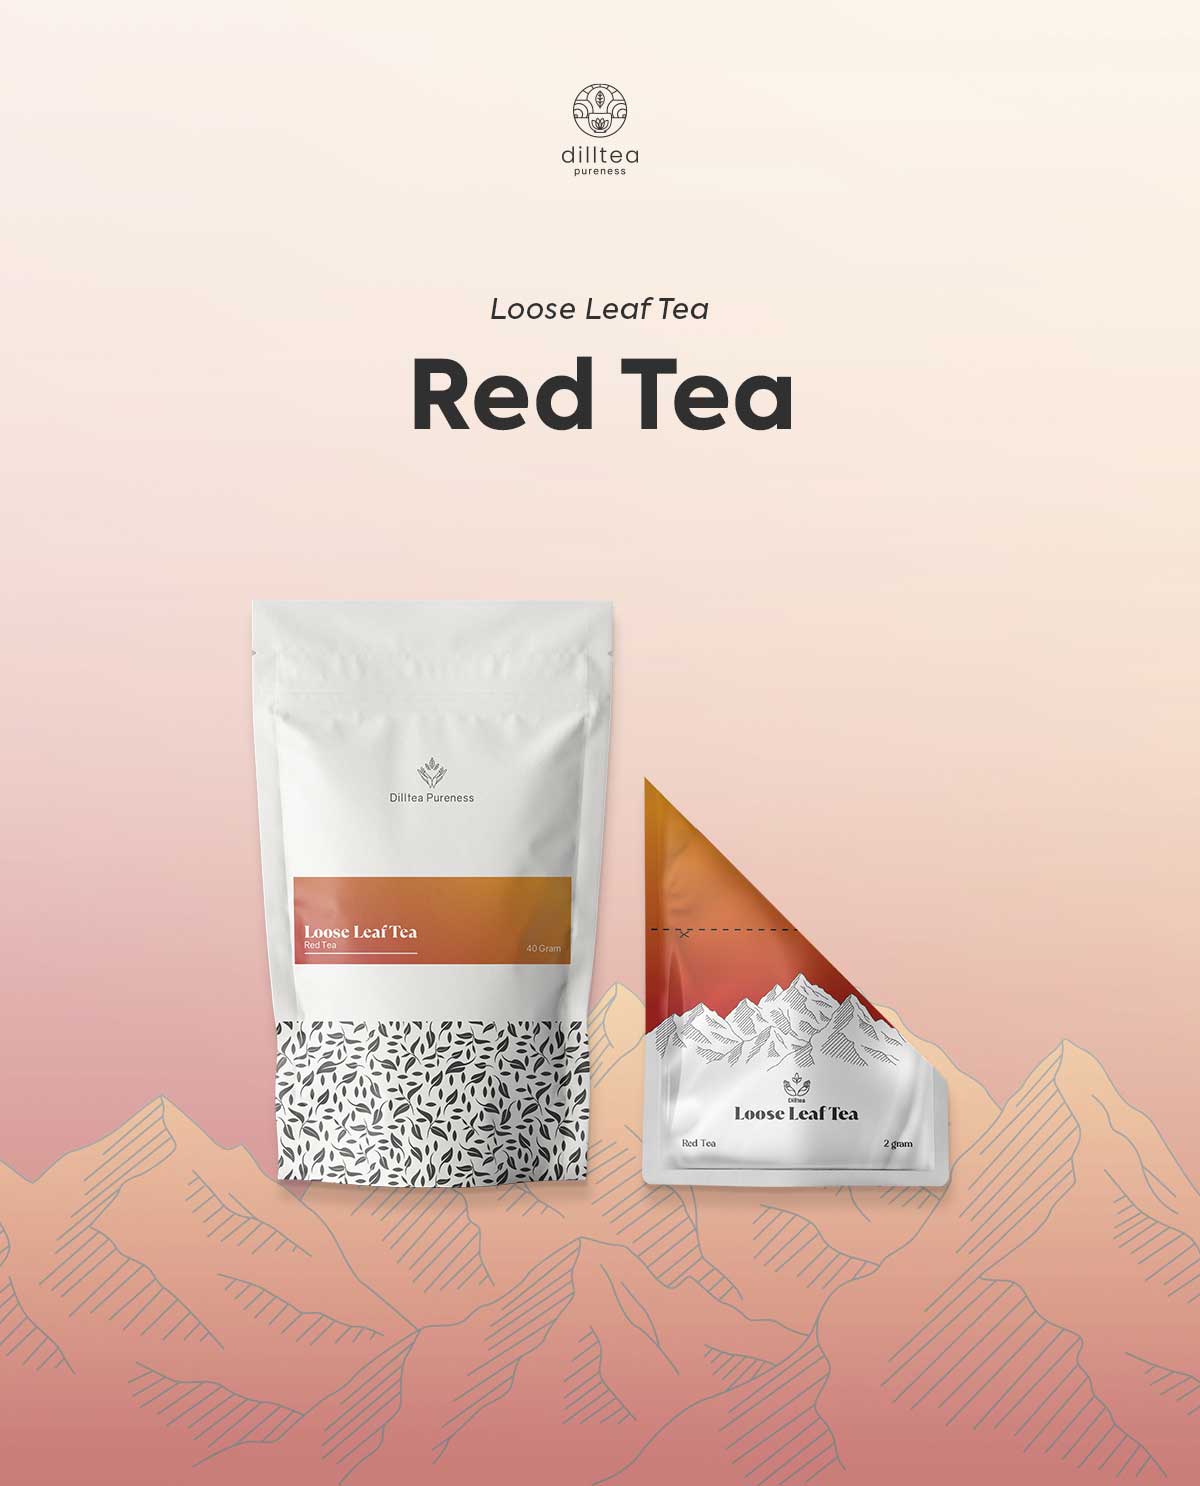 dilltea
pureness
Loose Leaf Tea
Red Tea
Dilltea Pureness
Loose Leaf Tea
Red Tea
40 Gram
Dilltea
Loose Leaf Tea
Red Tea
2 gram